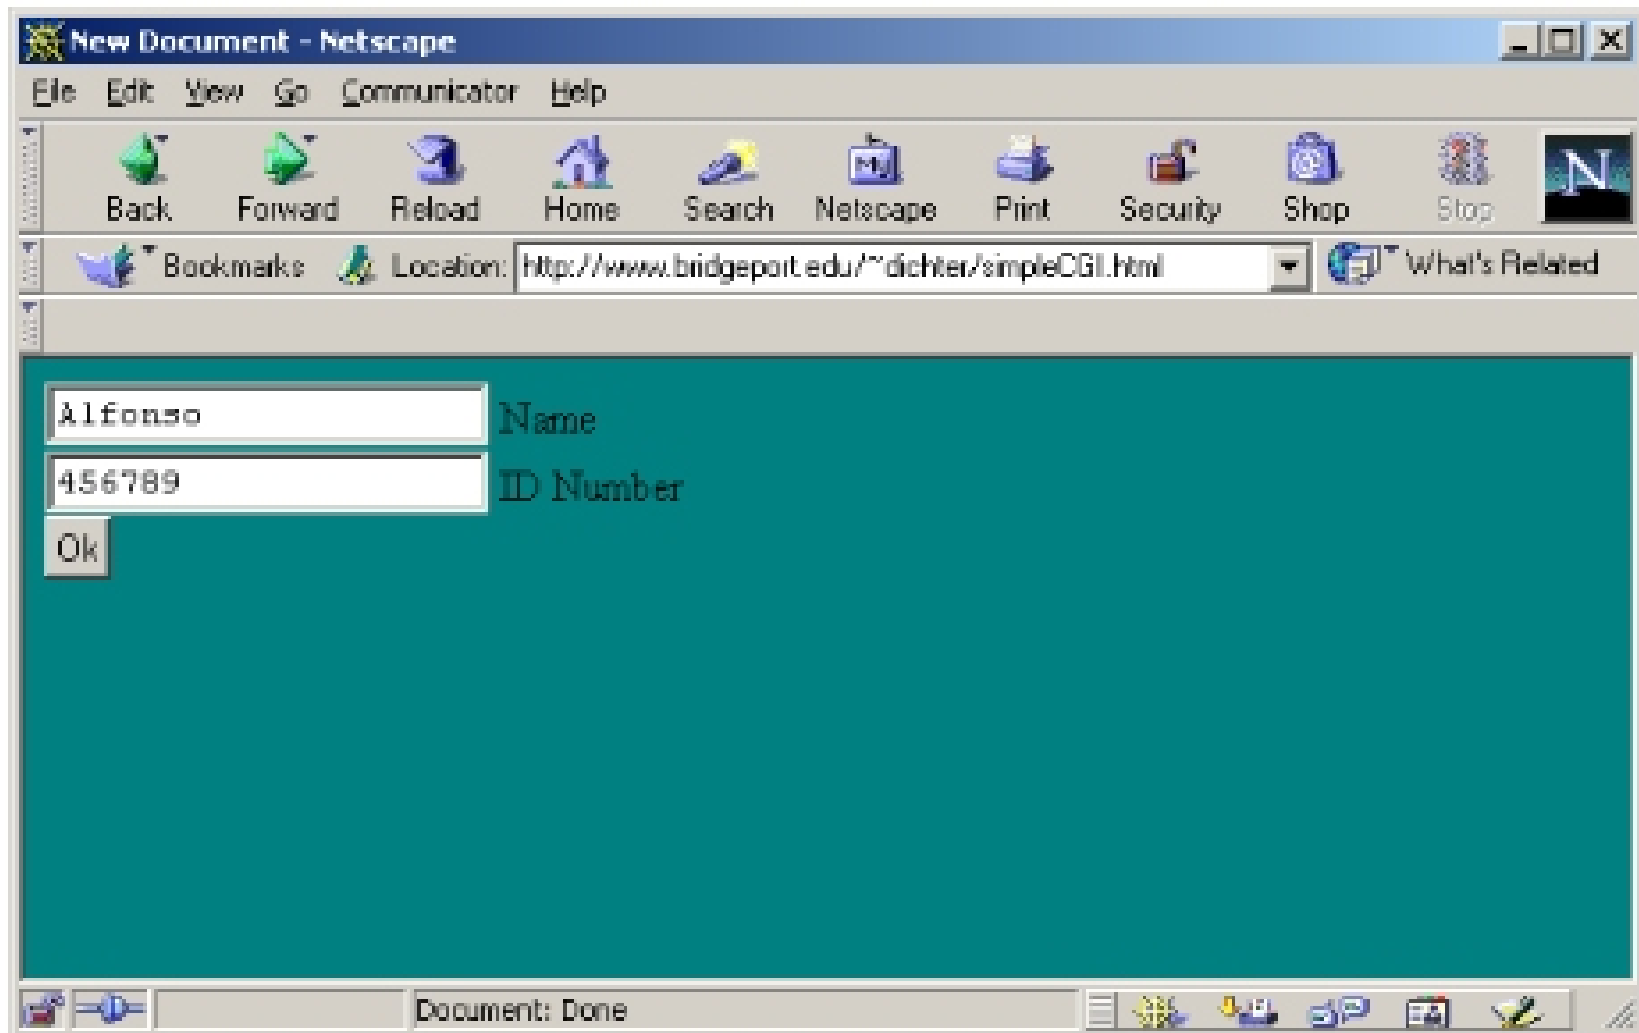 New Document - Netscape
File Edit View Go Communicator Help
My N
Back Forward Reload Home Search Netscape Print Security Shop Stop
Bookmarks Location: http://www.bridgeport.edu/~dichter/simpleCGI.html What's Related
Alfonso Name
456789 ID Number
Ok
Document: Done